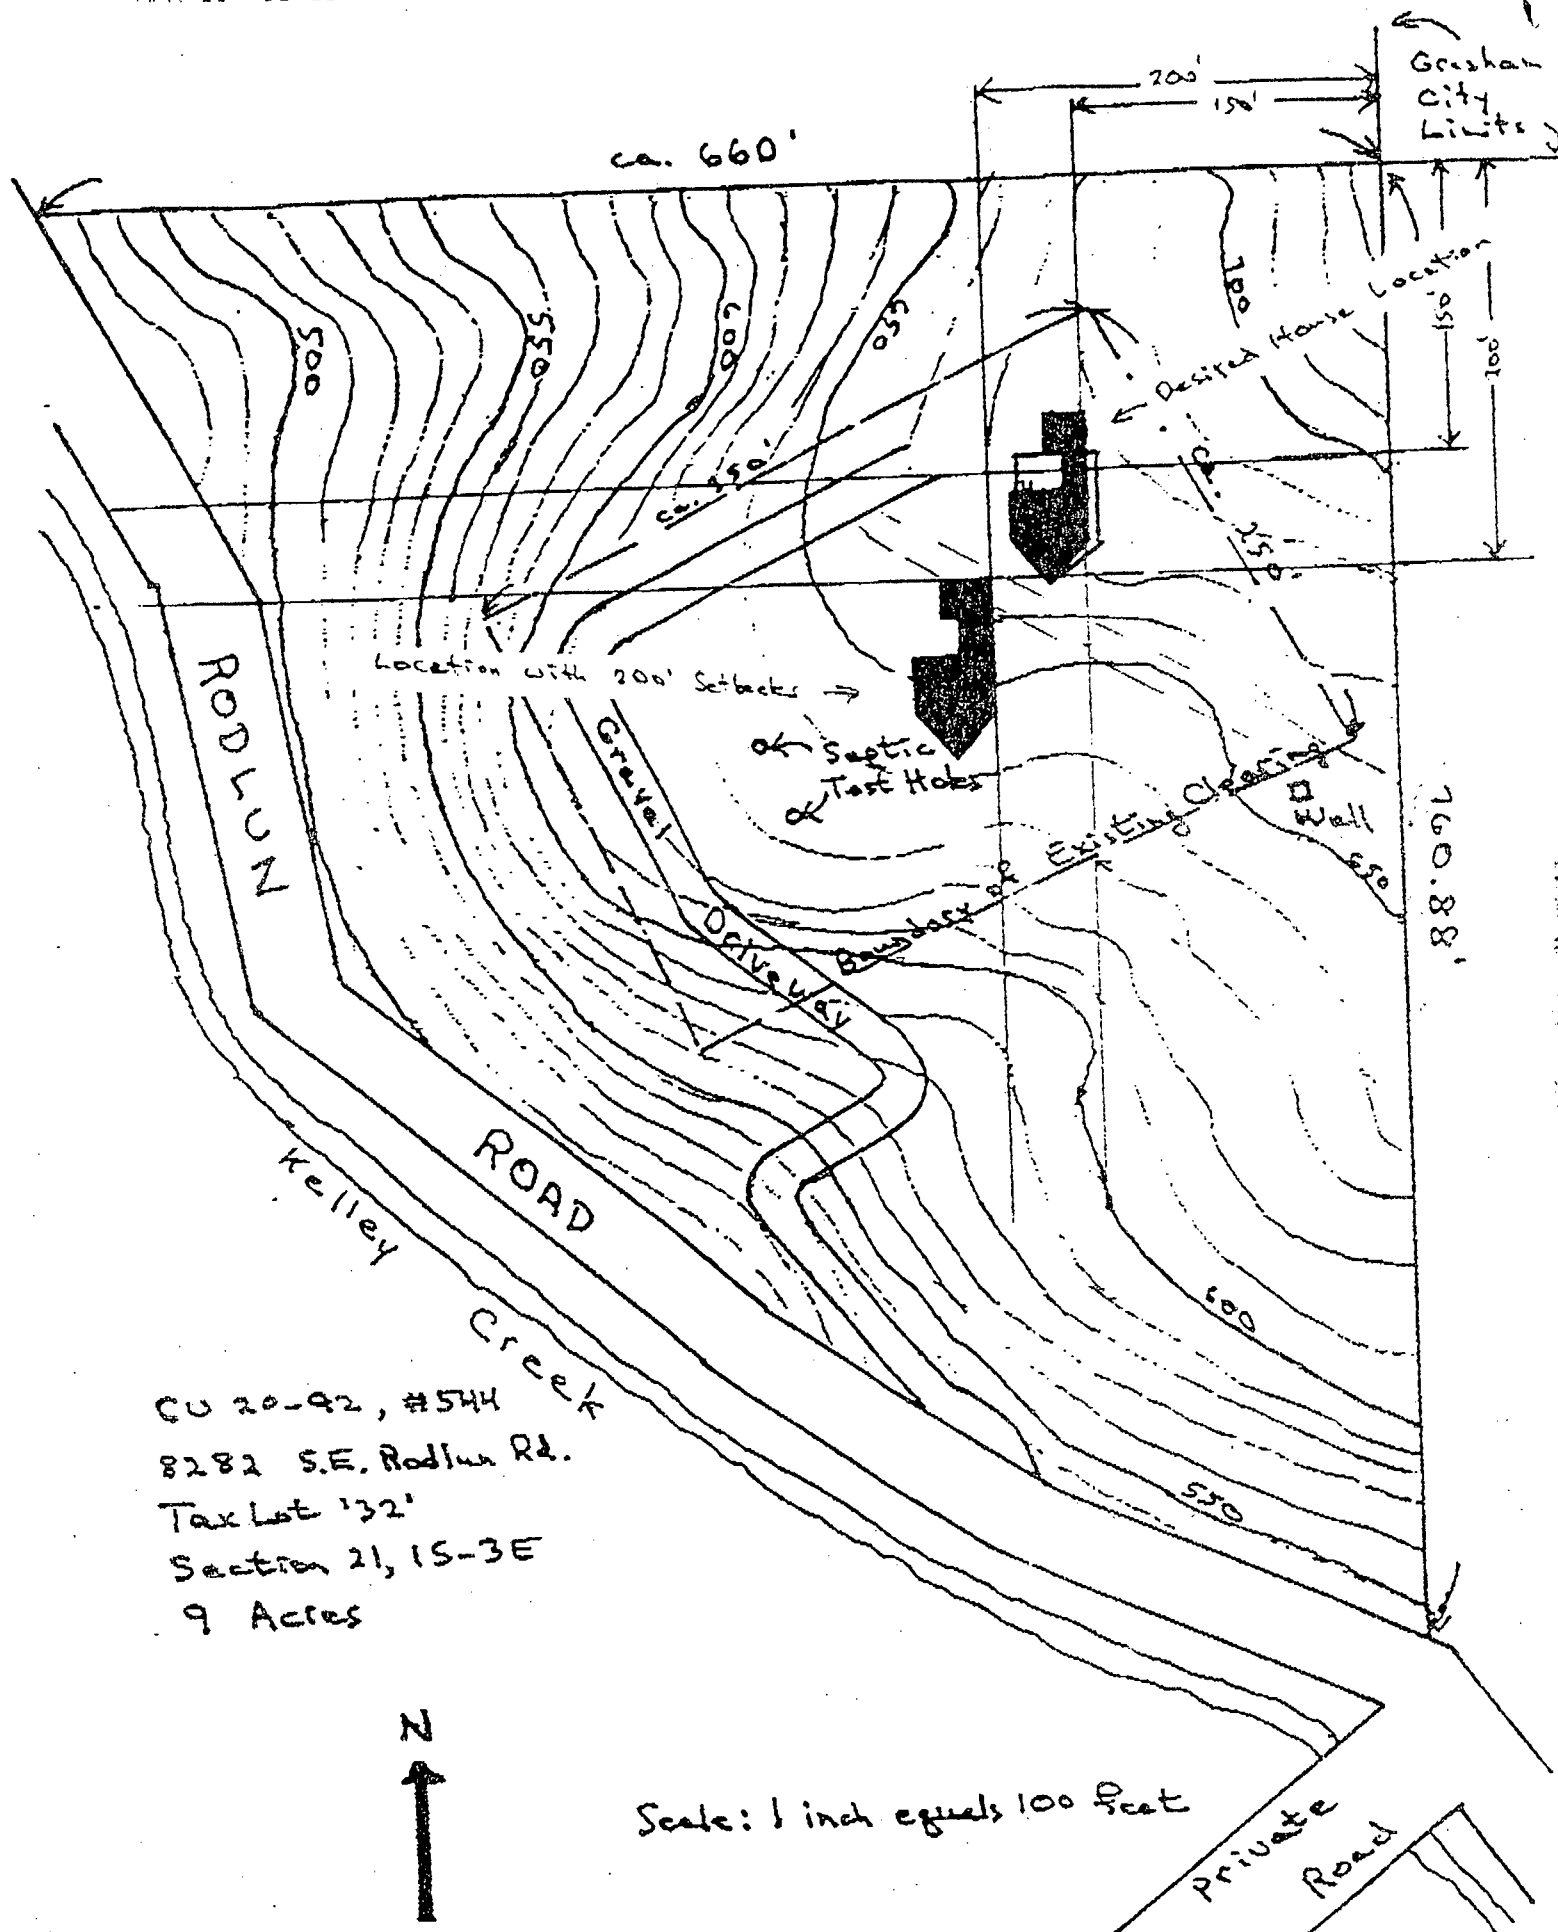 Gresham
City
Limits
200'
150'
ca. 660'
500
550
600
650
700
Desired House Location
150'
200'
ca. 350'
ca. 250'
Location with 200' Setbacks →
Septic
Test Holes
Gravel
Driveway
Boundary of Existing Clearing
Well
650
760.88'
RODLUN
ROAD
Kelley
Creek
600
550
CU 20-92, #544
8282 S.E. Rodlun Rd.
Tax Lot '32'
Section 21, 1S-3E
9 Acres
N
Scale: 1 inch equals 100 feet
Private
Road